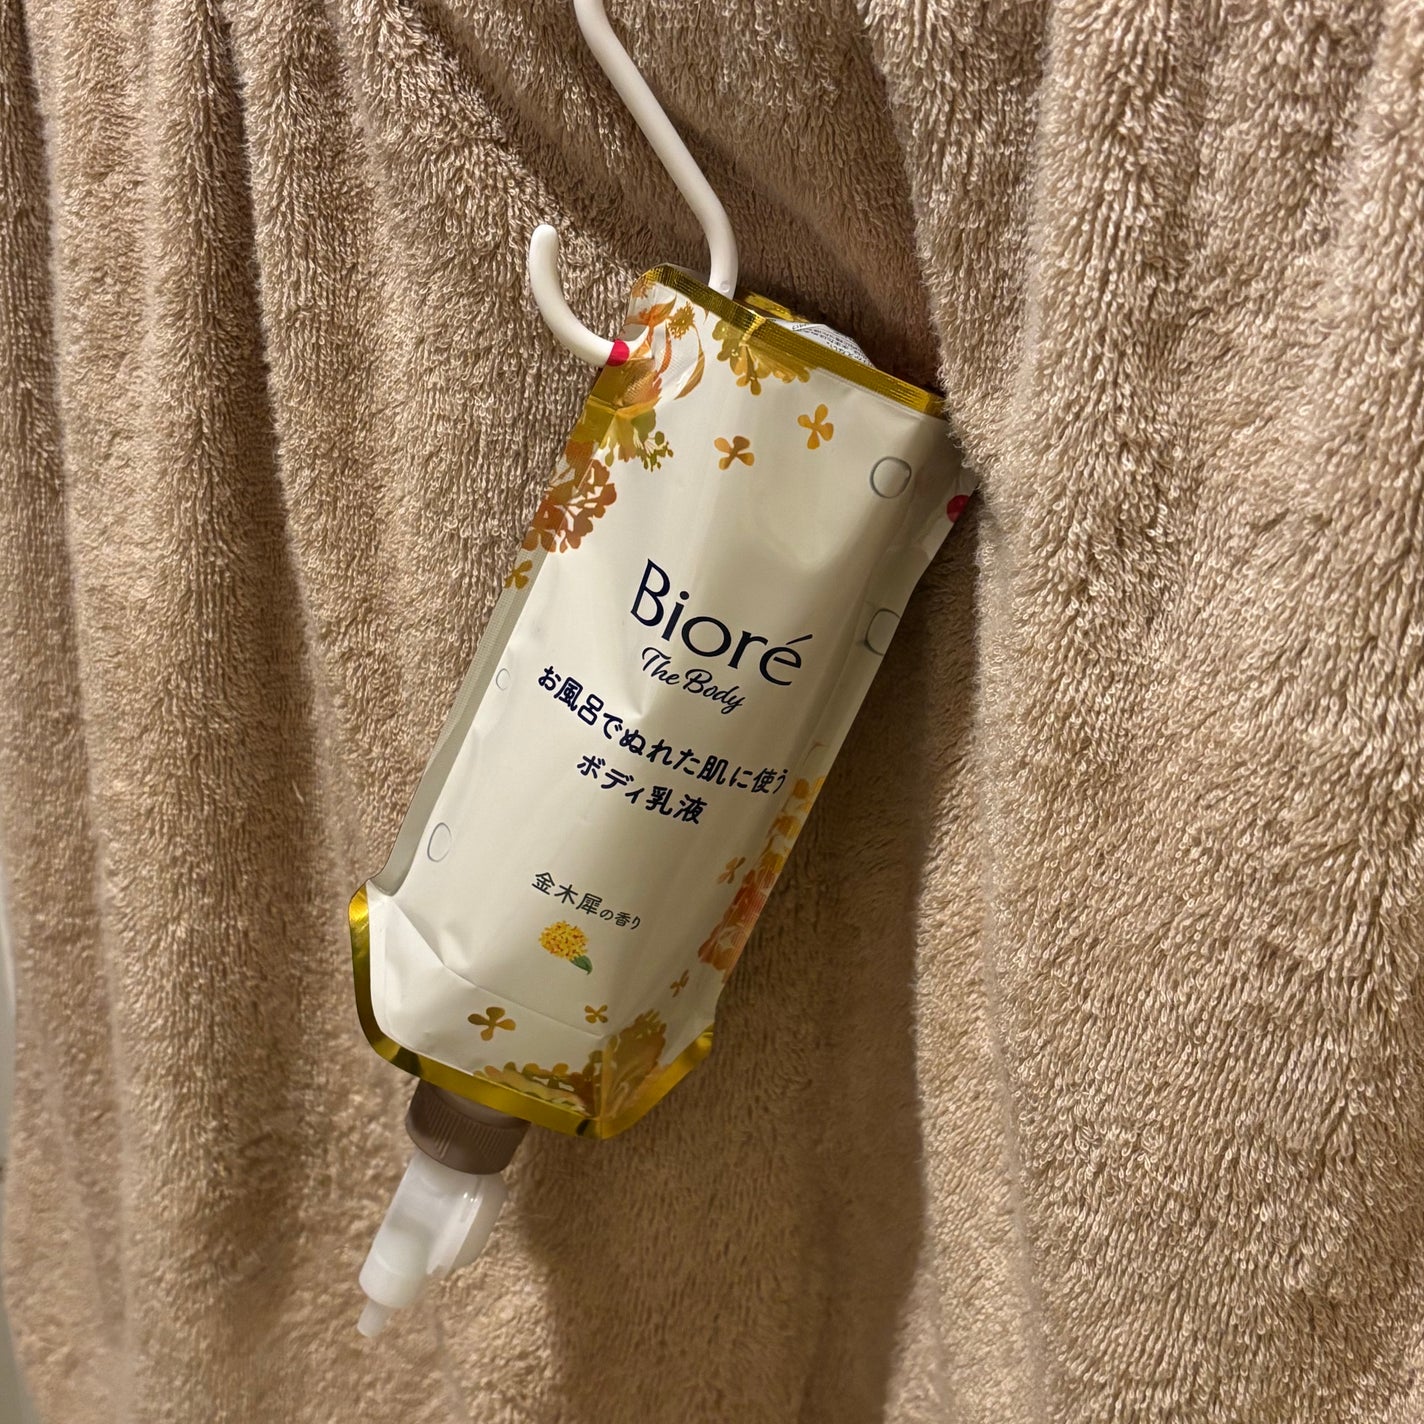 Bioré
The Body
お風呂でぬれた肌に使う
ボディ乳液
金木犀の香り